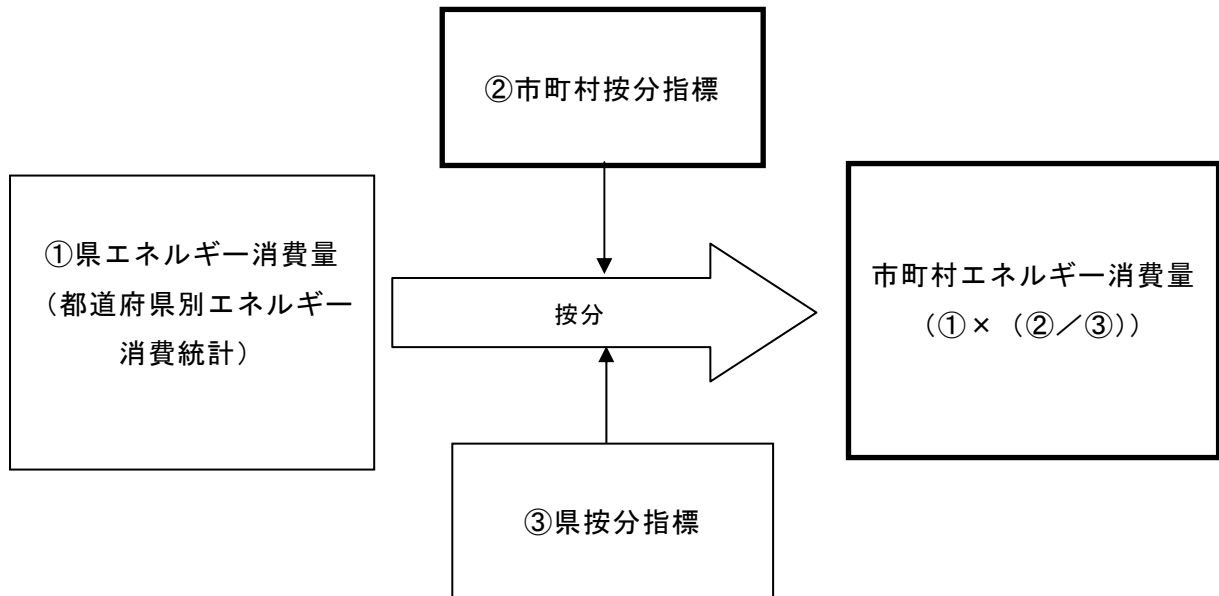 ②市町村按分指標
①県エネルギー消費量
（都道府県別エネルギー
消費統計）
按分
市町村エネルギー消費量
（①×（②／③））
③県按分指標